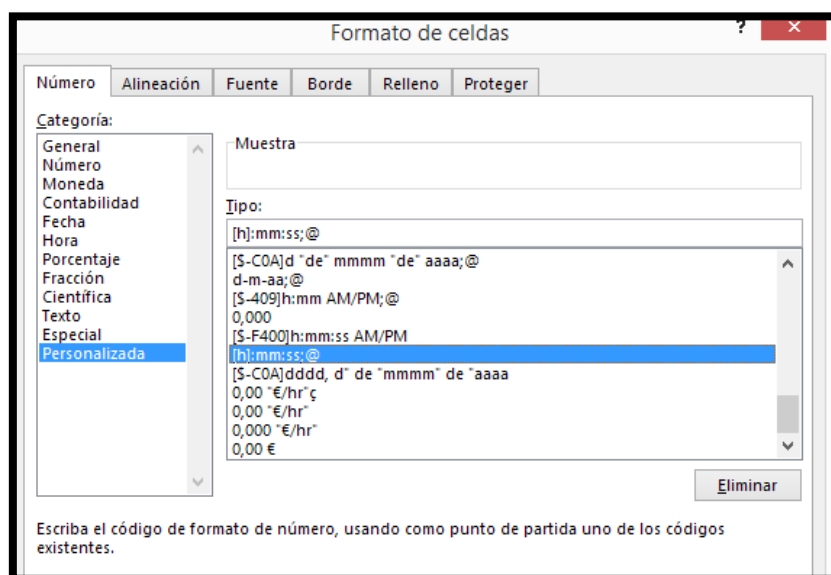 Formato de celdas
? ×
Número Alineación Fuente Borde Relleno Proteger
Categoría:
General
Número
Moneda
Contabilidad
Fecha
Hora
Porcentaje
Fracción
Científica
Texto
Especial
Personalizada
Muestra
Tipo:
[h]:mm:ss;@
[$-C0A]d "de" mmmm "de" aaaa;@
d-m-aa;@
[$-409]h:mm AM/PM;@
0,000
[$-F400]h:mm:ss AM/PM
[h]:mm:ss;@
[$-C0A]dddd, d" de "mmmm" de "aaaa
0,00 "€/hr"ç
0,00 "€/hr"
0,000 "€/hr"
0,00 €
Eliminar
Escriba el código de formato de número, usando como punto de partida uno de los códigos
existentes.